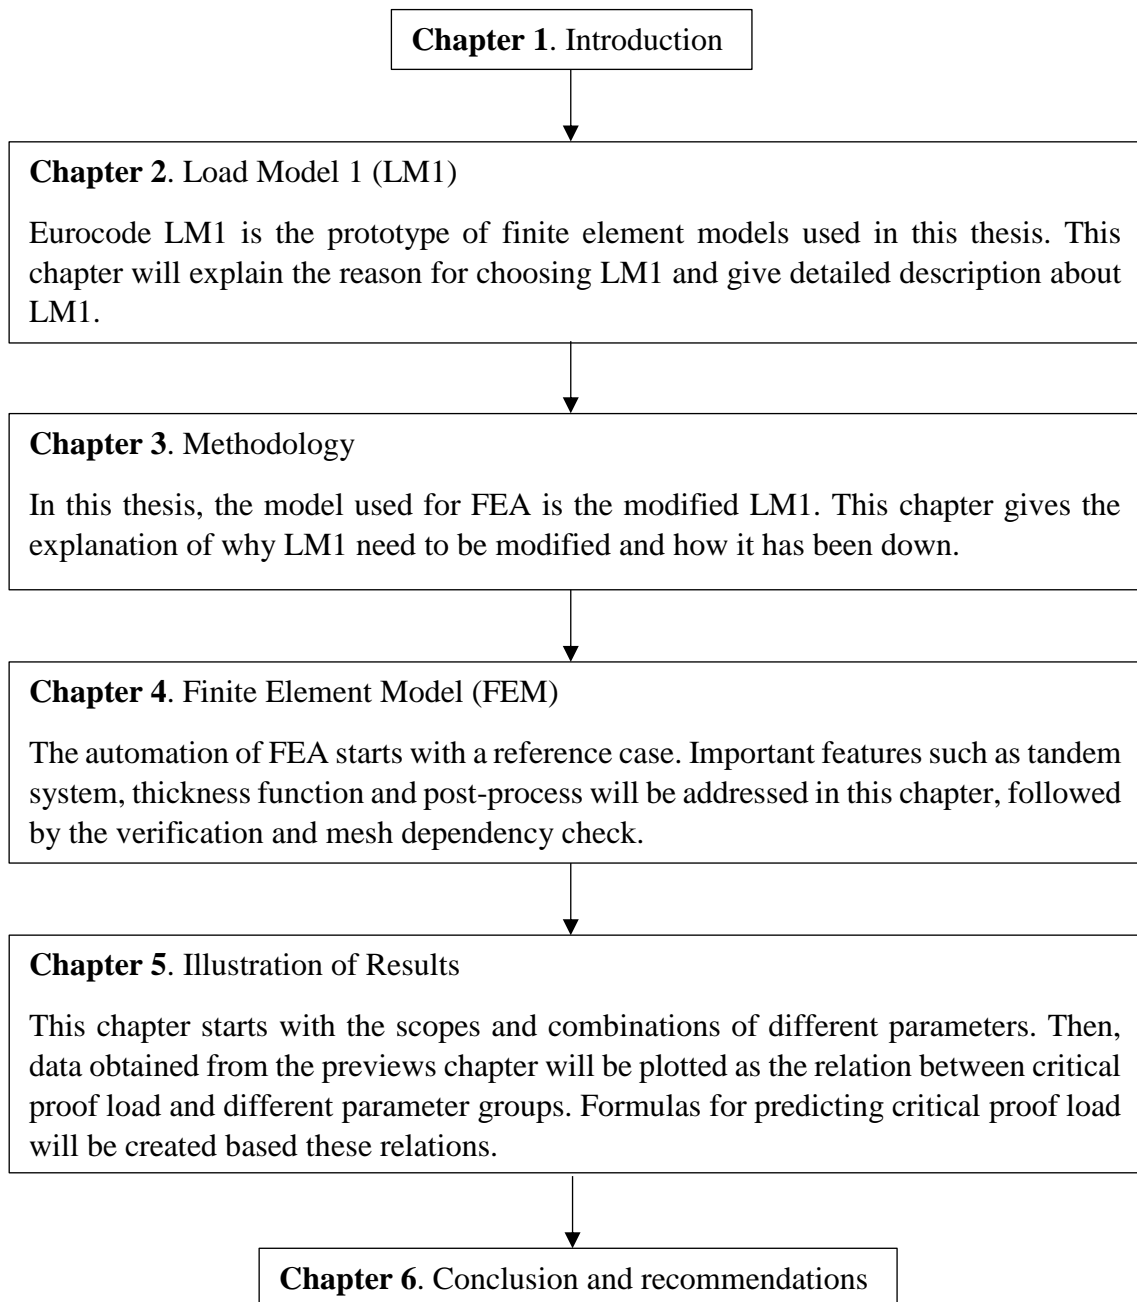 Chapter 1. Introduction
Chapter 2. Load Model 1 (LM1)
Eurocode LM1 is the prototype of finite element models used in this thesis. This
chapter will explain the reason for choosing LM1 and give detailed description about
LM1.
Chapter 3. Methodology
In this thesis, the model used for FEA is the modified LM1. This chapter gives the
explanation of why LM1 need to be modified and how it has been down.
Chapter 4. Finite Element Model (FEM)
The automation of FEA starts with a reference case. Important features such as tandem
system, thickness function and post-process will be addressed in this chapter, followed
by the verification and mesh dependency check.
Chapter 5. Illustration of Results
This chapter starts with the scopes and combinations of different parameters. Then,
data obtained from the previews chapter will be plotted as the relation between critical
proof load and different parameter groups. Formulas for predicting critical proof load
will be created based these relations.
Chapter 6. Conclusion and recommendations